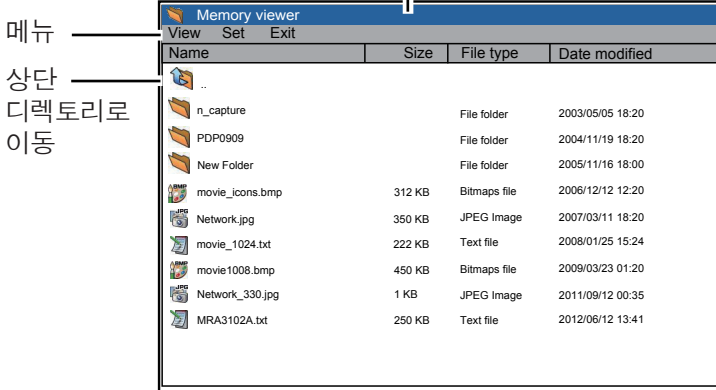 메뉴
상단
디렉토리로
이동
Memory viewer
View Set Exit
Name Size File type Date modified
..
n_capture File folder 2003/05/05 18:20
PDP0909 File folder 2004/11/19 18:20
New Folder File folder 2005/11/16 18:00
BMP movie_icons.bmp 312 KB Bitmaps file 2006/12/12 12:20
JPG Network.jpg 350 KB JPEG Image 2007/03/11 18:20
movie_1024.txt 222 KB Text file 2008/01/25 15:24
BMP movie1008.bmp 450 KB Bitmaps file 2009/03/23 01:20
JPG Network_330.jpg 1 KB JPEG Image 2011/09/12 00:35
MRA3102A.txt 250 KB Text file 2012/06/12 13:41